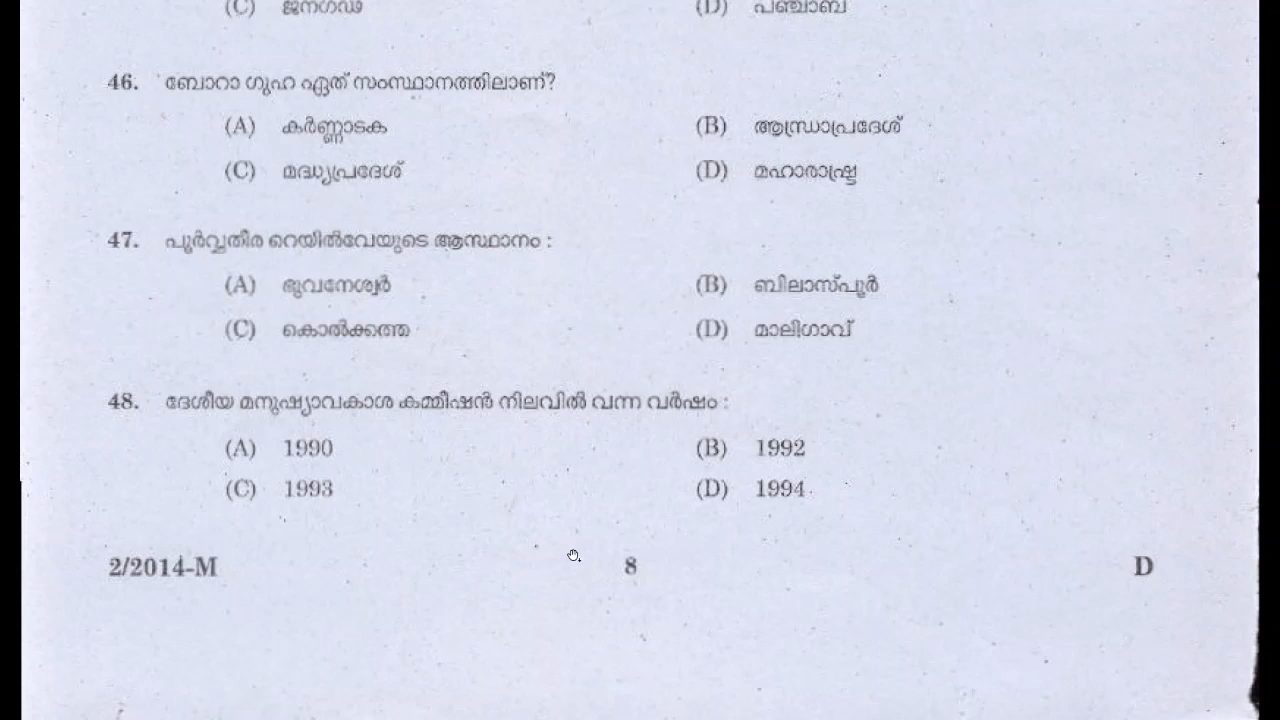 (C) ജനഗഢ (D) പഞ്ചാബ്
46. ബോറാ ഗുഹ ഏത് സംസ്ഥാനത്തിലാണ്?
(A) കർണ്ണാടക (B) ആന്ധ്രാപ്രദേശ്
(C) മദ്ധ്യപ്രദേശ് (D) മഹാരാഷ്ട്ര
47. പൂർവ്വതീര റെയിൽവേയുടെ ആസ്ഥാനം :
(A) ഭുവനേശ്വർ (B) ബിലാസ്പൂർ
(C) കൊൽക്കത്ത (D) മാലിഗാവ്
48. ദേശീയ മനുഷ്യാവകാശ കമ്മീഷൻ നിലവിൽ വന്ന വർഷം :
(A) 1990 (B) 1992
(C) 1993 (D) 1994
2/2014-M 8 D